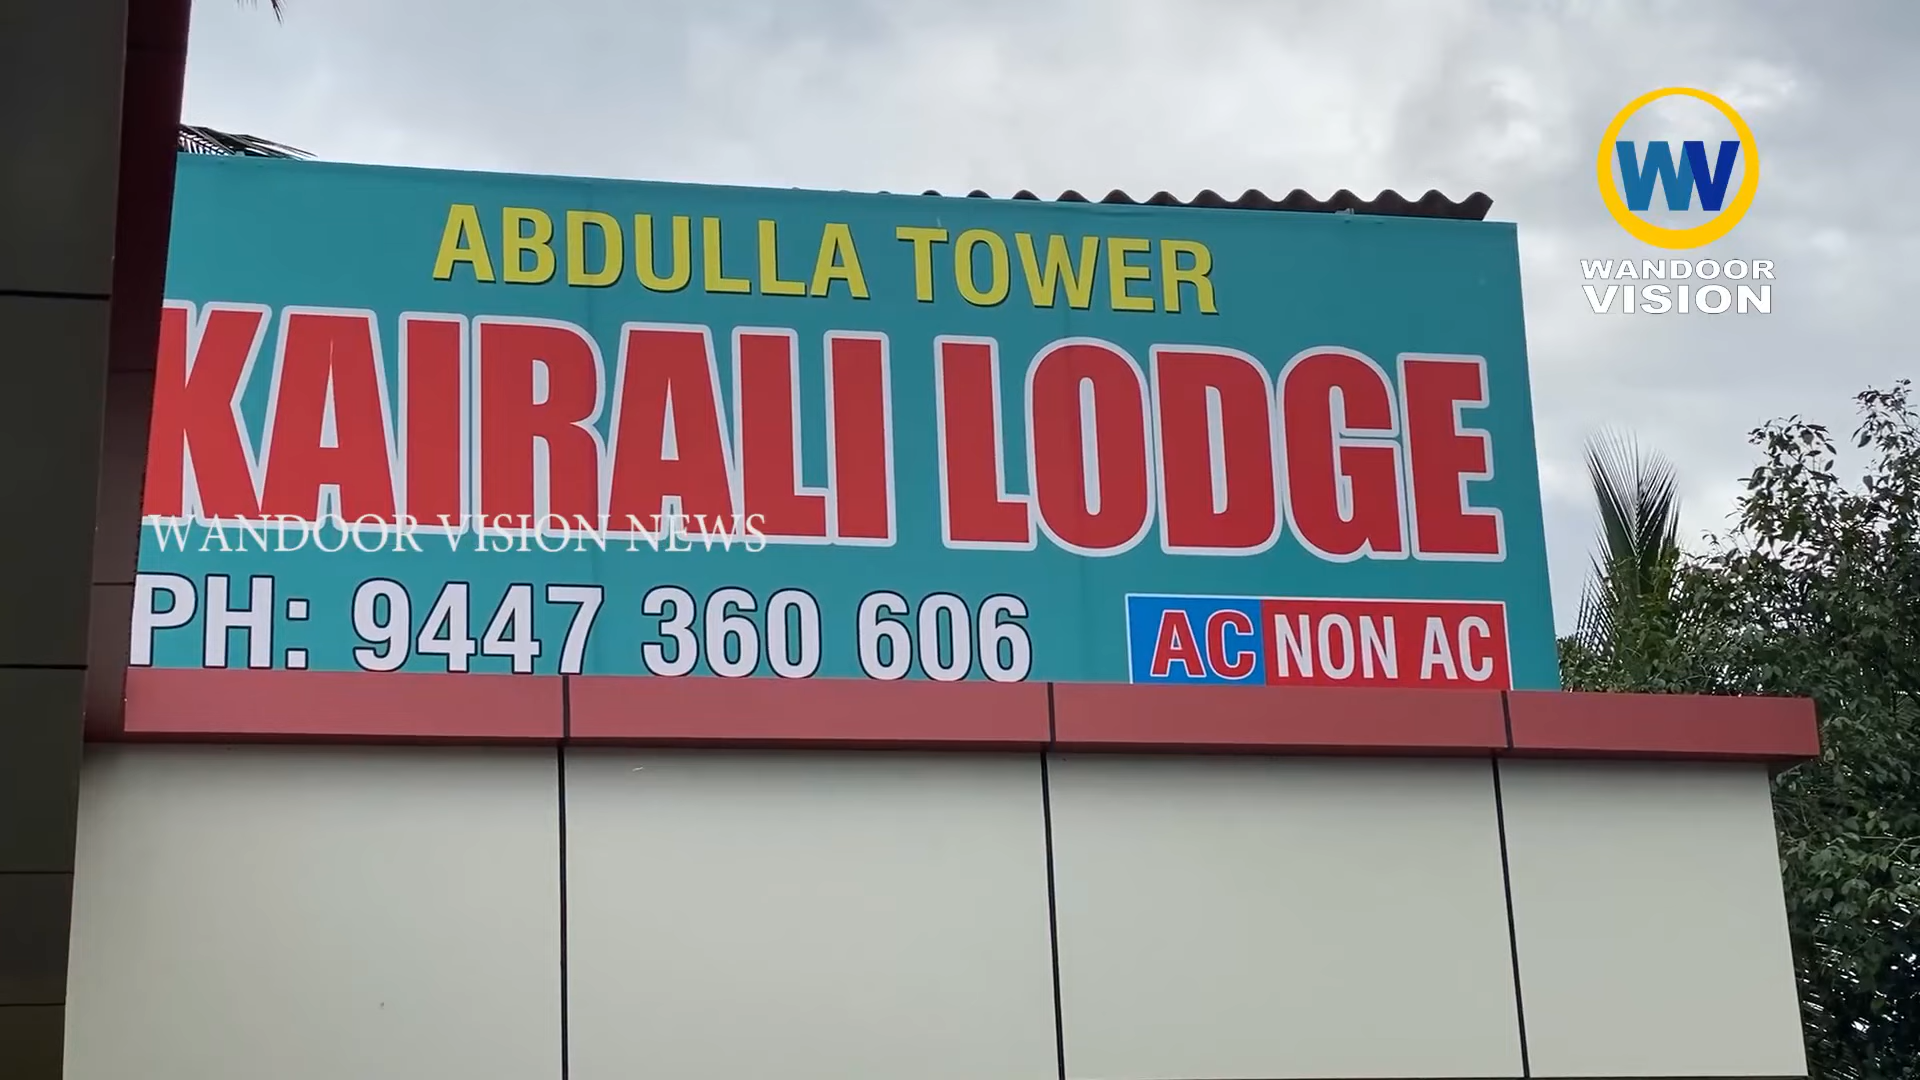 ABDULLA TOWER
KAIRALI LODGE
PH: 9447 360 606
AC NON AC
WANDOOR VISION NEWS
WV
WANDOOR
VISION